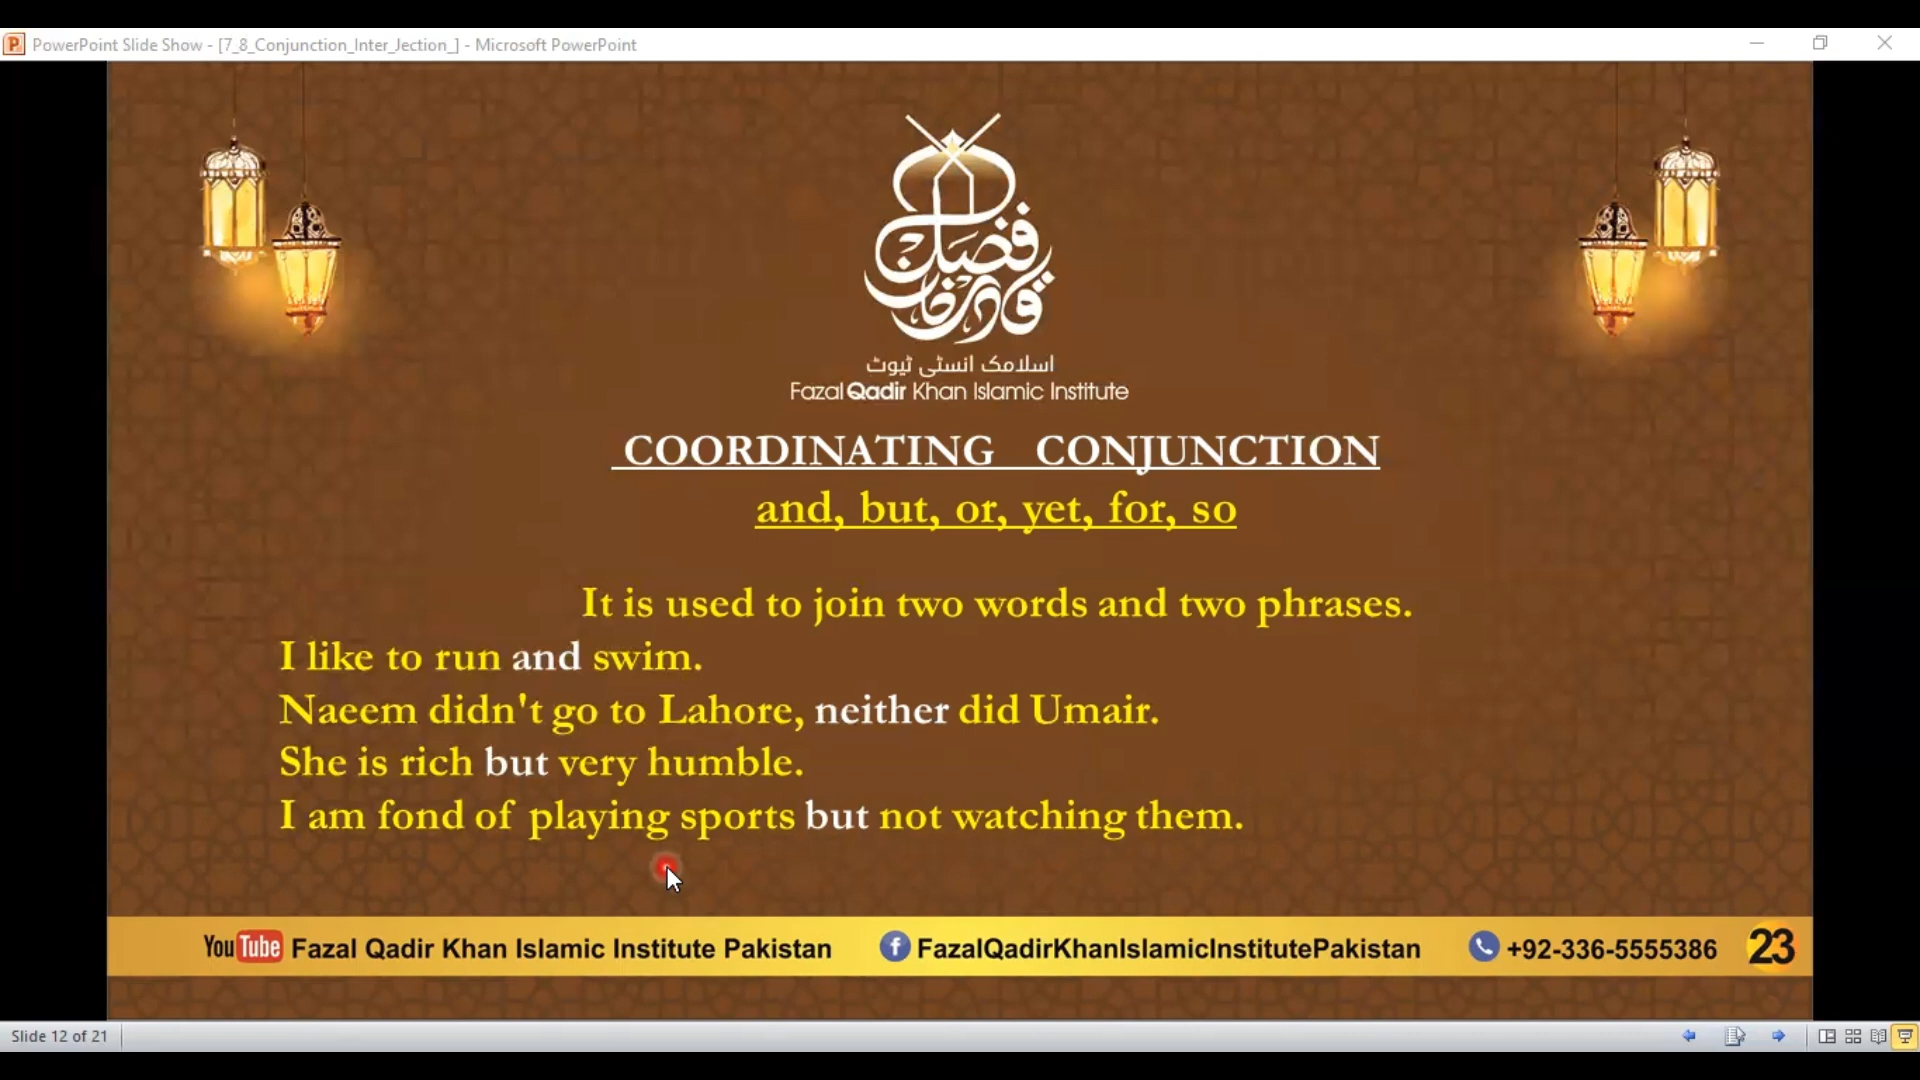 PowerPoint Slide Show - [7_8_Conjunction_Inter_Jection_] - Microsoft PowerPoint
فضل قادر خان
اسلامک انسٹی ٹیوٹ
Fazal Qadir Khan Islamic Institute
COORDINATING CONJUNCTION
and, but, or, yet, for, so
It is used to join two words and two phrases.
I like to run and swim.
Naeem didn't go to Lahore, neither did Umair.
She is rich but very humble.
I am fond of playing sports but not watching them.
YouTube Fazal Qadir Khan Islamic Institute Pakistan f FazalQadirKhanIslamicInstitutePakistan +92-336-5555386 23
Slide 12 of 21